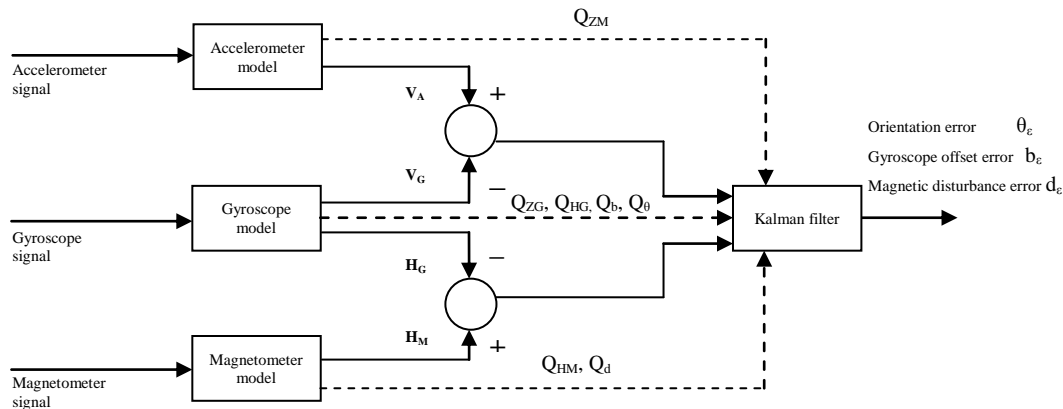 Q_ZM
Accelerometer
model
Accelerometer
signal
V_A
+
Orientation error θ_ε
V_G
Gyroscope offset error b_ε
−
Magnetic disturbance error d_ε
Q_ZG, Q_HG, Q_b, Q_θ
Gyroscope
model
Kalman filter
Gyroscope
signal
−
H_G
H_M
+
Magnetometer
model
Q_HM, Q_d
Magnetometer
signal